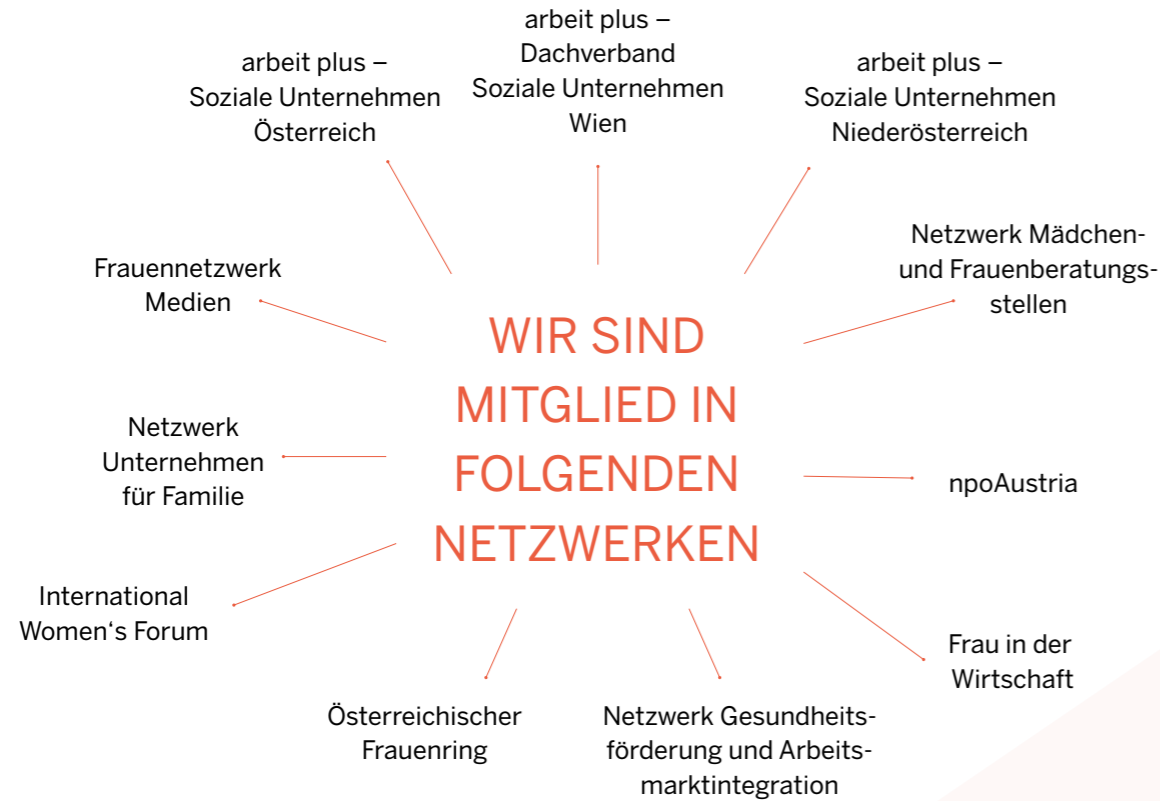 arbeit plus –
Dachverband
Soziale Unternehmen
Wien
arbeit plus –
Soziale Unternehmen
Österreich
arbeit plus –
Soziale Unternehmen
Niederösterreich
Netzwerk Mädchen-
und Frauenberatungs-
stellen
Frauennetzwerk
Medien
WIR SIND
MITGLIED IN
FOLGENDEN
NETZWERKEN
Netzwerk
Unternehmen
für Familie
npoAustria
International
Women‘s Forum
Frau in der
Wirtschaft
Österreichischer
Frauenring
Netzwerk Gesundheits-
förderung und Arbeits-
marktintegration